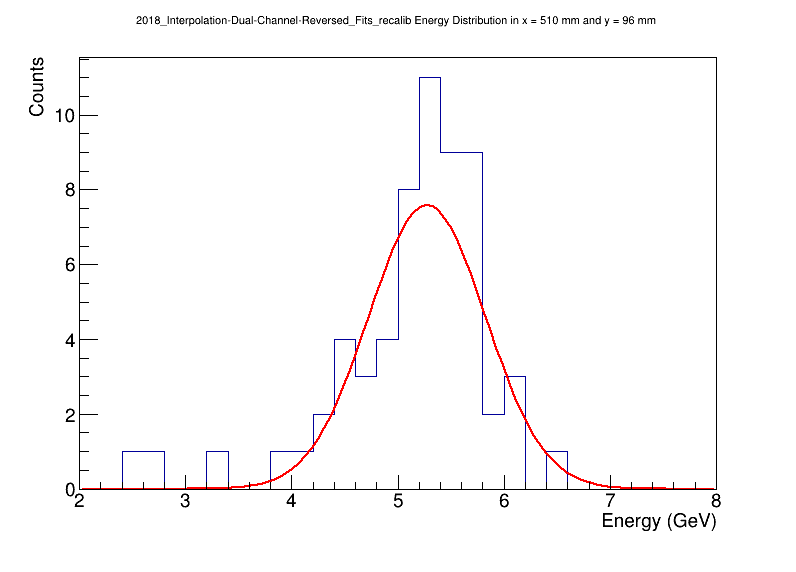 2018_Interpolation-Dual-Channel-Reversed_Fits_recalib Energy Distribution in x = 510 mm and y = 96 mm
Counts
10
8
6
4
2
0
2 3 4 5 6 7 8
Energy (GeV)